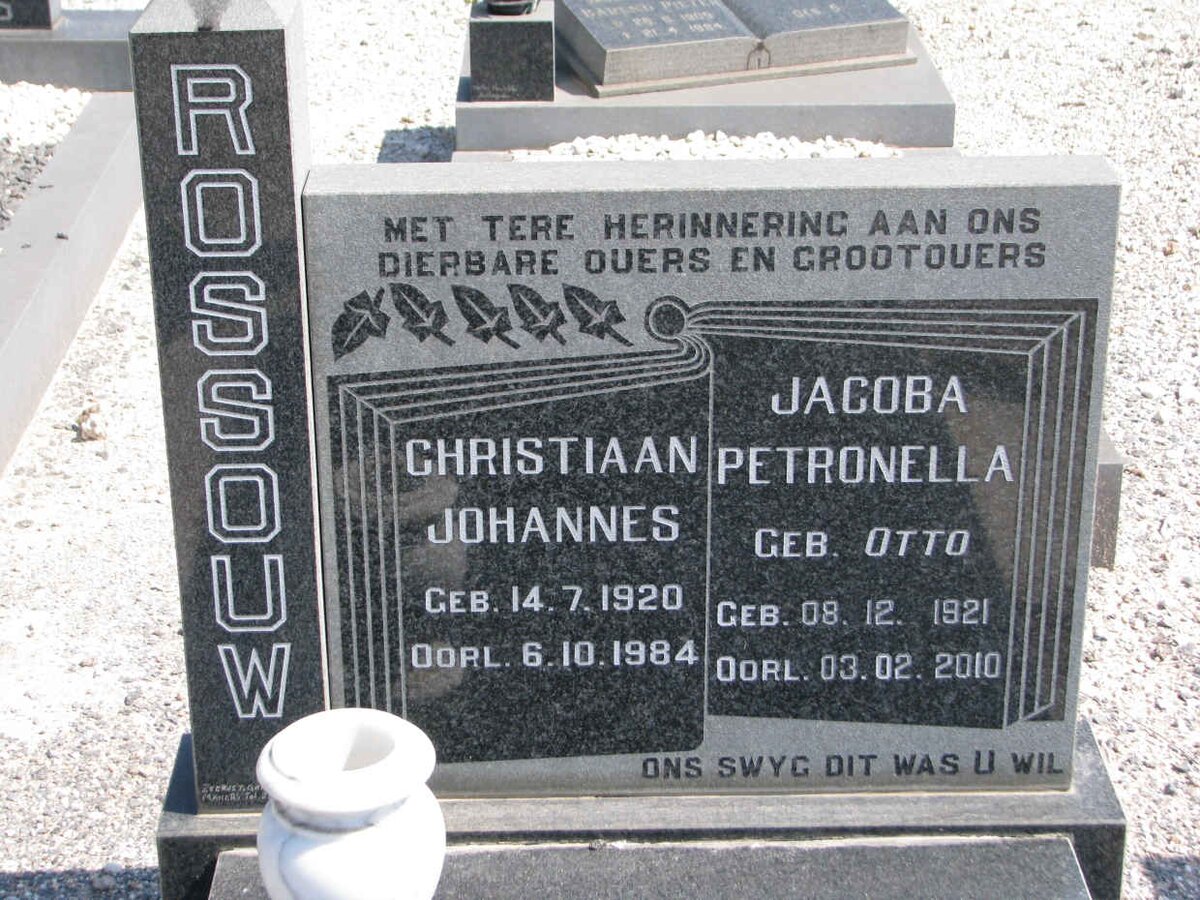 ROSSOUW
MET TERE HERINNERING AAN ONS
DIERBARE OUERS EN GROOTOUERS
CHRISTIAAN
JOHANNES
GEB. 14.7.1920
OORL. 6.10.1984
JACOBA
PETRONELLA
GEB. OTTO
GEB. 08.12. 1921
OORL. 03.02.2010
ONS SWYG DIT WAS U WIL